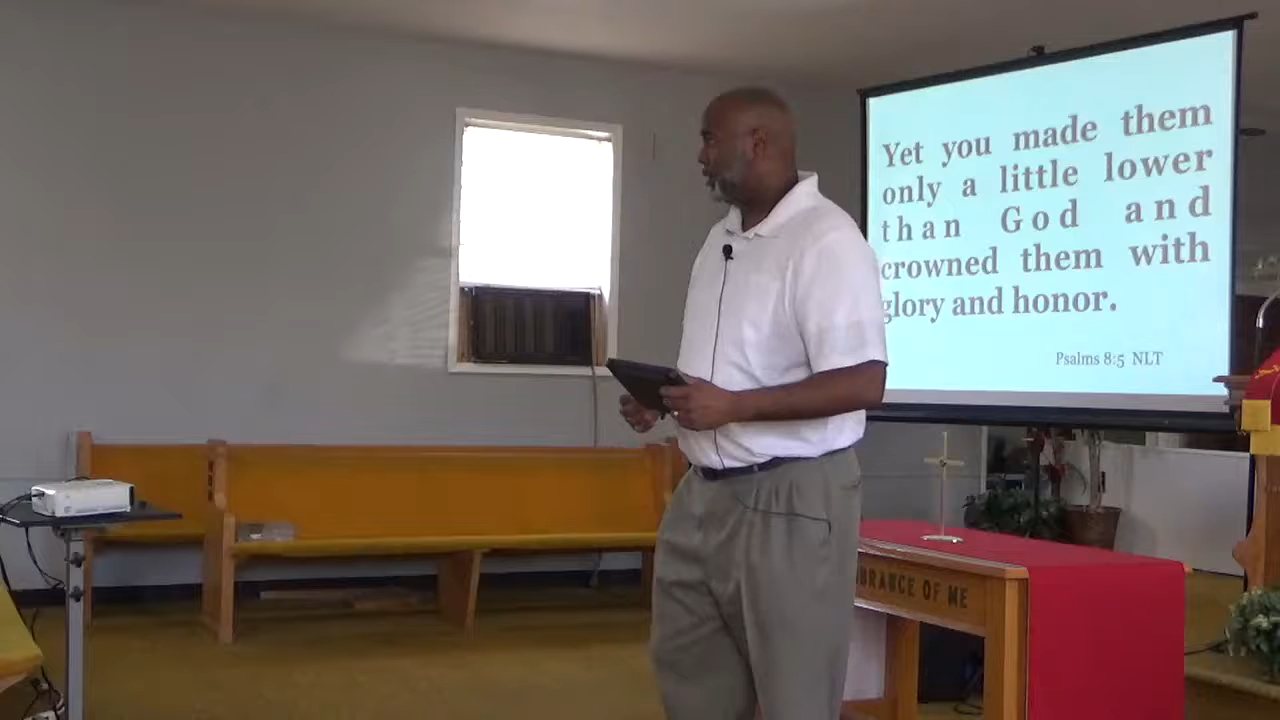 Yet you made them
only a little lower
than God and
crowned them with
glory and honor.
Psalms 8:5 NLT
BRANCE OF ME